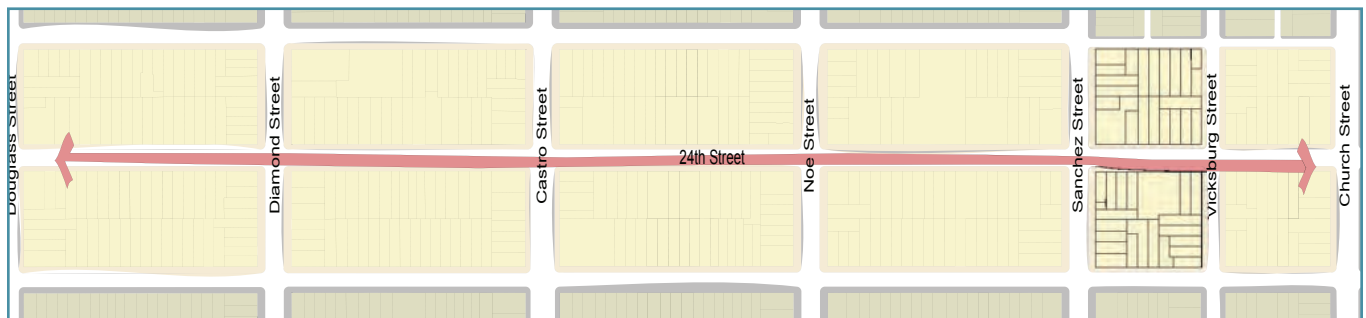 Douglass Street
Diamond Street
Castro Street
24th Street
Noe Street
Sanchez Street
Vicksburg Street
Church Street